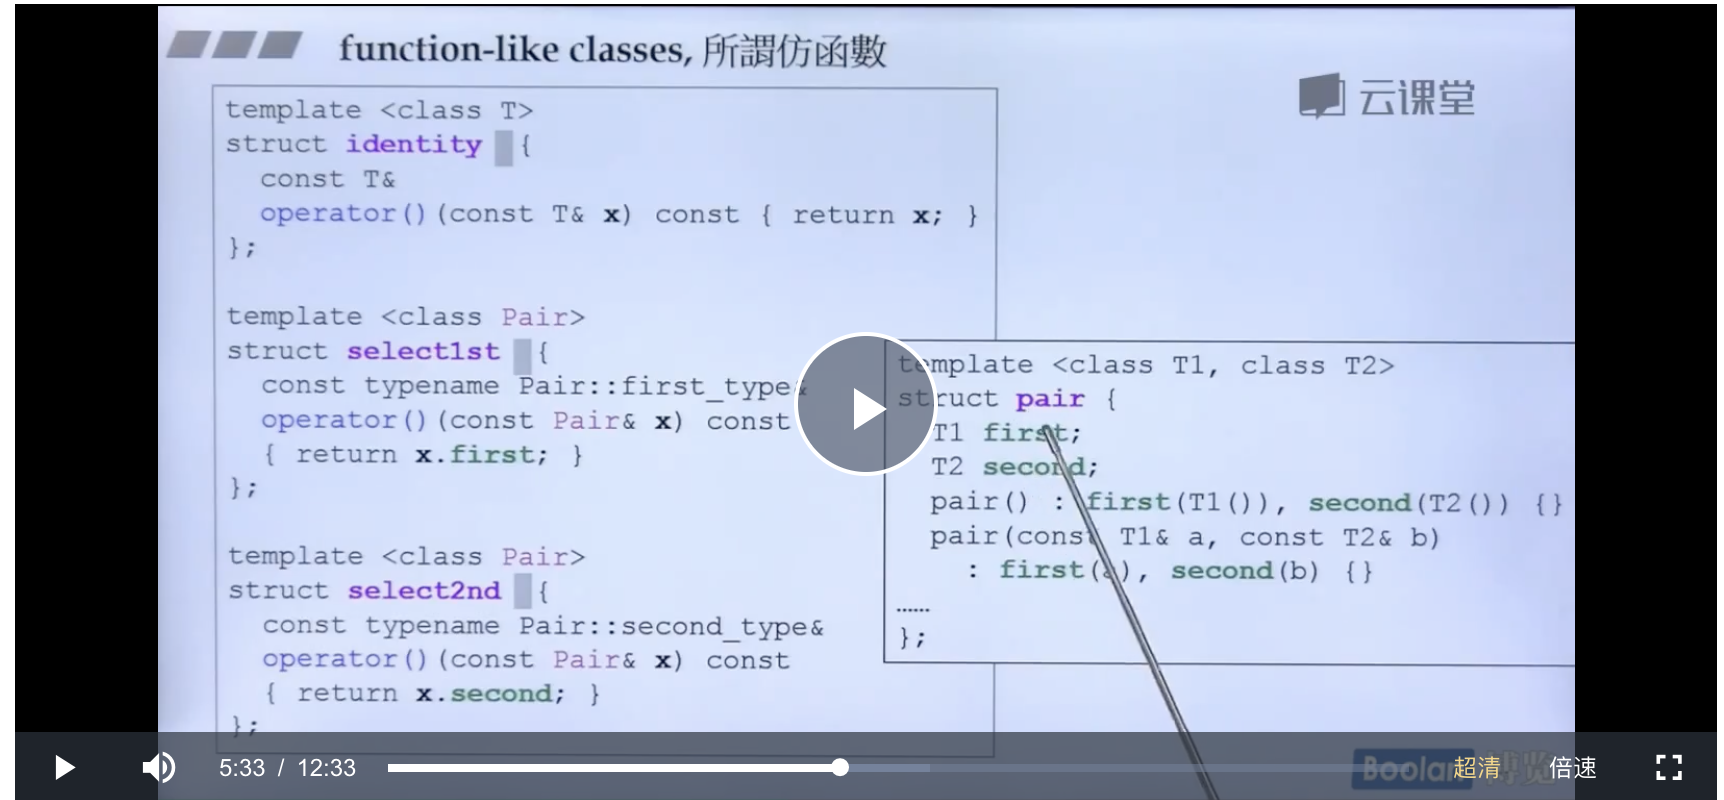 function-like classes, 所謂仿函數
云课堂
template <class T>
struct identity {
const T&
operator()(const T& x) const { return x; }
};
template <class Pair>
struct select1st {
const typename Pair::first_type&
operator()(const Pair& x) const
{ return x.first; }
};
template <class Pair>
struct select2nd {
const typename Pair::second_type&
operator()(const Pair& x) const
{ return x.second; }
};
template <class T1, class T2>
struct pair {
T1 first;
T2 second;
pair() : first(T1()), second(T2()) {}
pair(const T1& a, const T2& b)
: first(a), second(b) {}
......
};
5:33 / 12:33
Boolan 博览
超清
倍速